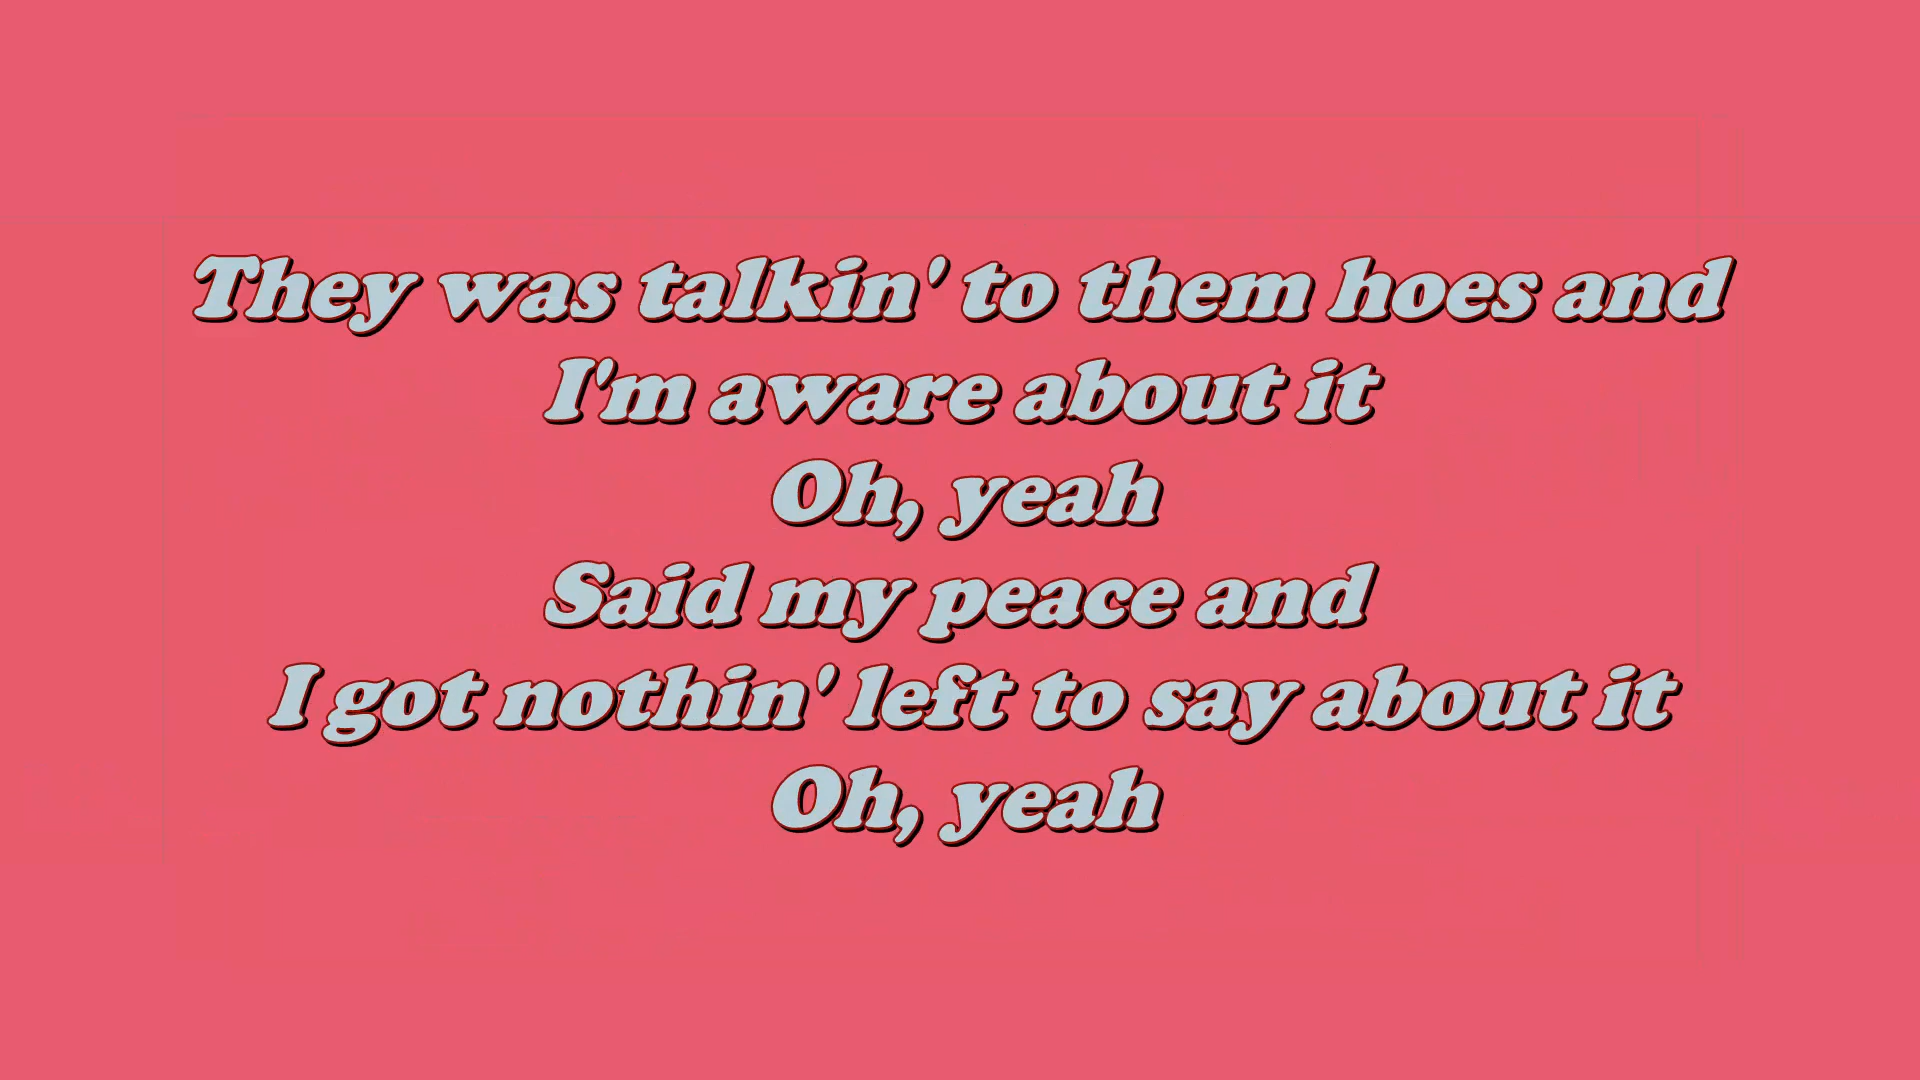 They was talkin' to them hoes and
I'm aware about it
Oh, yeah
Said my peace and
I got nothin' left to say about it
Oh, yeah